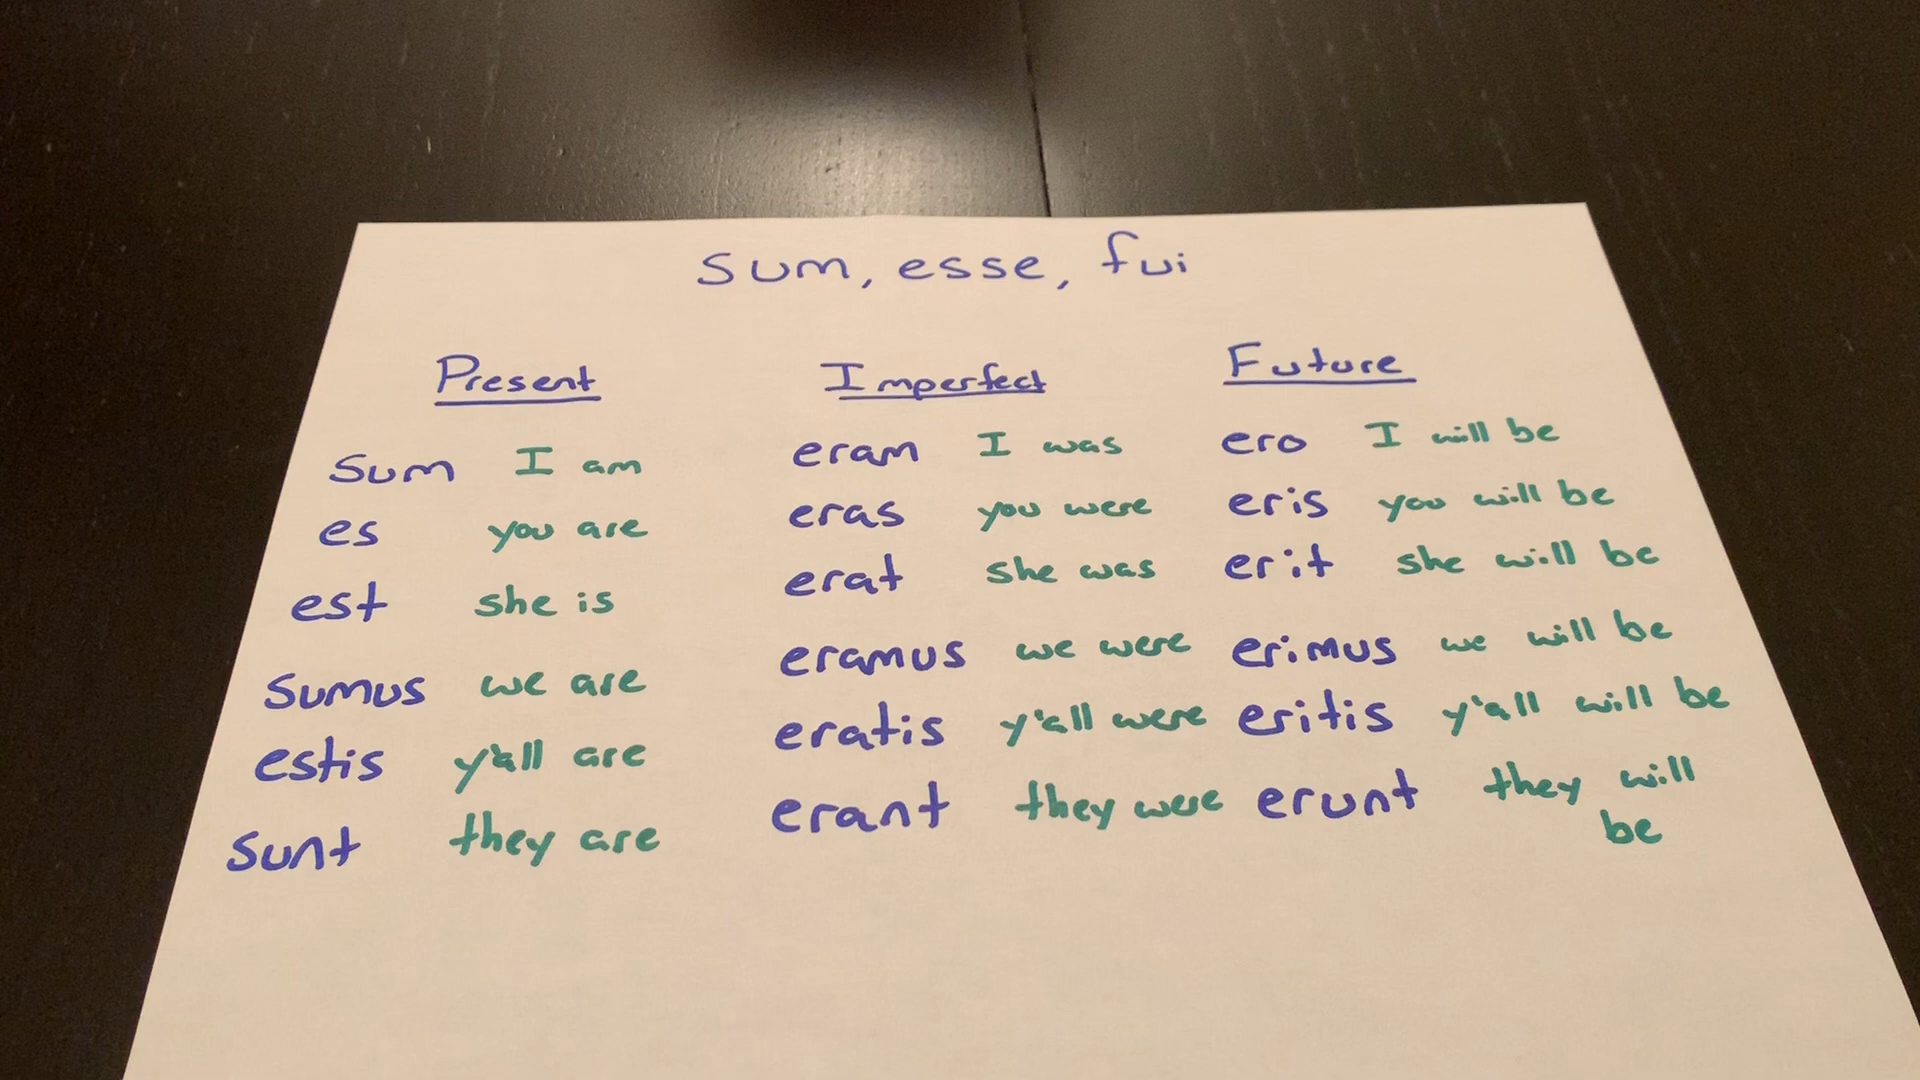 sum, esse, fui
Present Imperfect Future
sum I am eram I was ero I will be
es you are eras you were eris you will be
est she is erat she was erit she will be
sumus we are eramus we were erimus we will be
estis y'all are eratis y'all were eritis y'all will be
sunt they are erant they were erunt they will
be